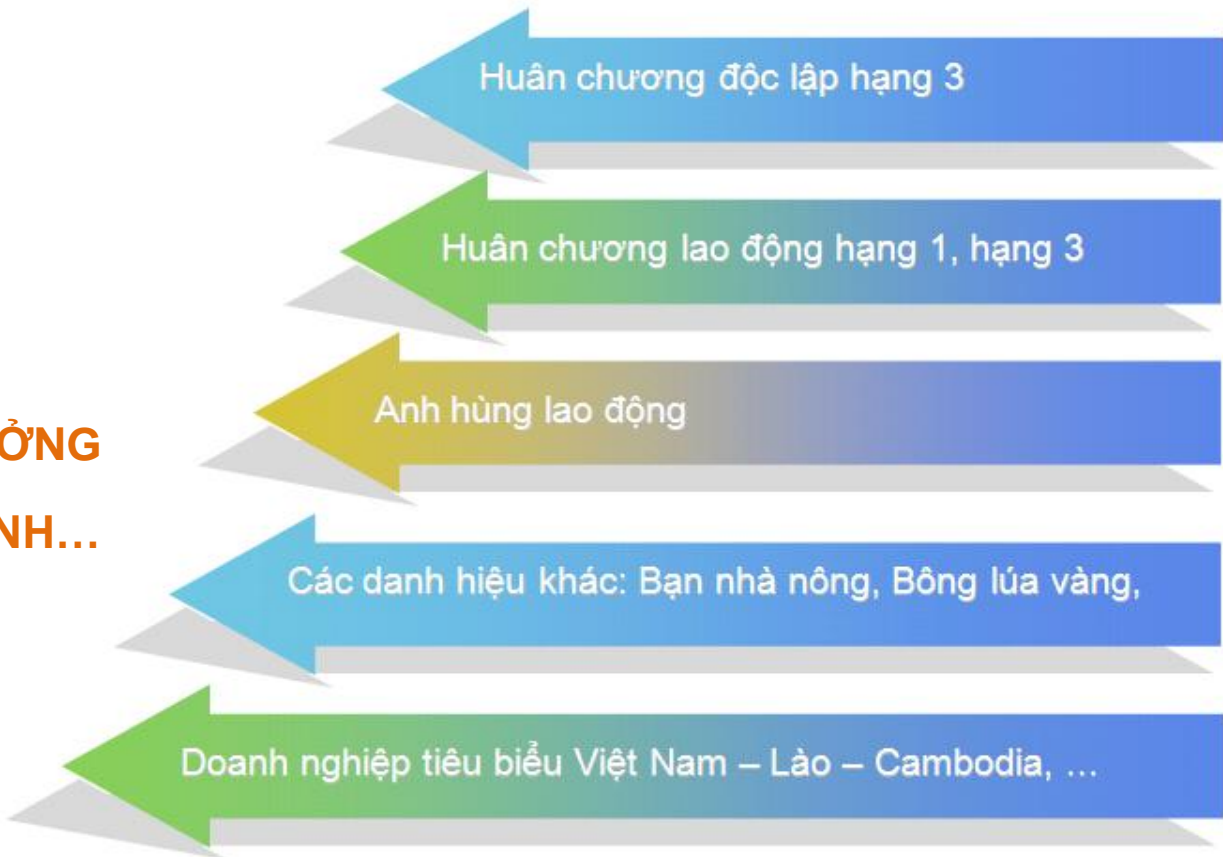 Huân chương độc lập hạng 3
Huân chương lao động hạng 1, hạng 3
Anh hùng lao động
ỞNG
NH...
Các danh hiệu khác: Bạn nhà nông, Bông lúa vàng,
Doanh nghiệp tiêu biểu Việt Nam – Lào – Cambodia, ...